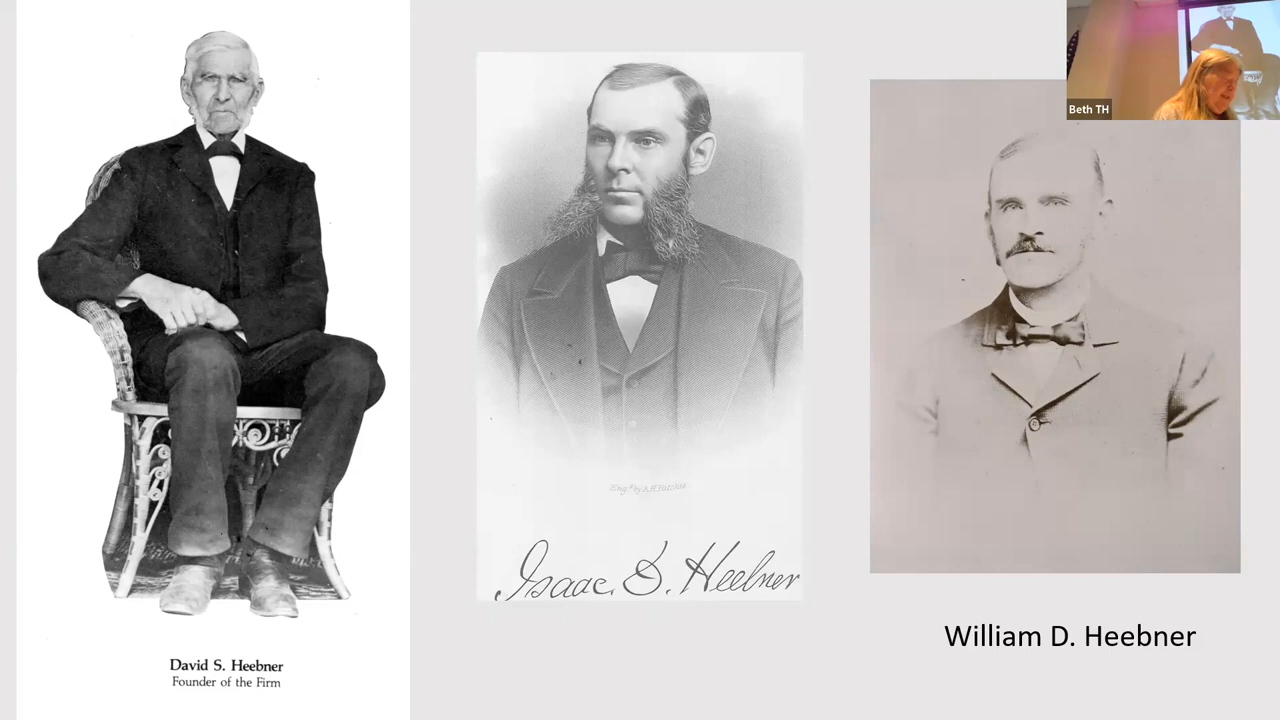 Beth TH
Isaac. D. Heebner
William D. Heebner
David S. Heebner
Founder of the Firm